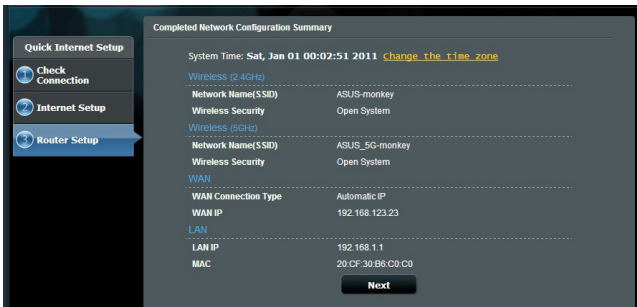 Completed Network Configuration Summary
Quick Internet Setup
1 Check Connection
2 Internet Setup
3 Router Setup
System Time: Sat, Jan 01 00:02:51 2011 Change the time zone
Wireless (2.4GHz)
Network Name(SSID) ASUS-monkey
Wireless Security Open System
Wireless (5GHz)
Network Name(SSID) ASUS_5G-monkey
Wireless Security Open System
WAN
WAN Connection Type Automatic IP
WAN IP 192.168.123.23
LAN
LAN IP 192.168.1.1
MAC 20:CF:30:B6:C0:C0
Next